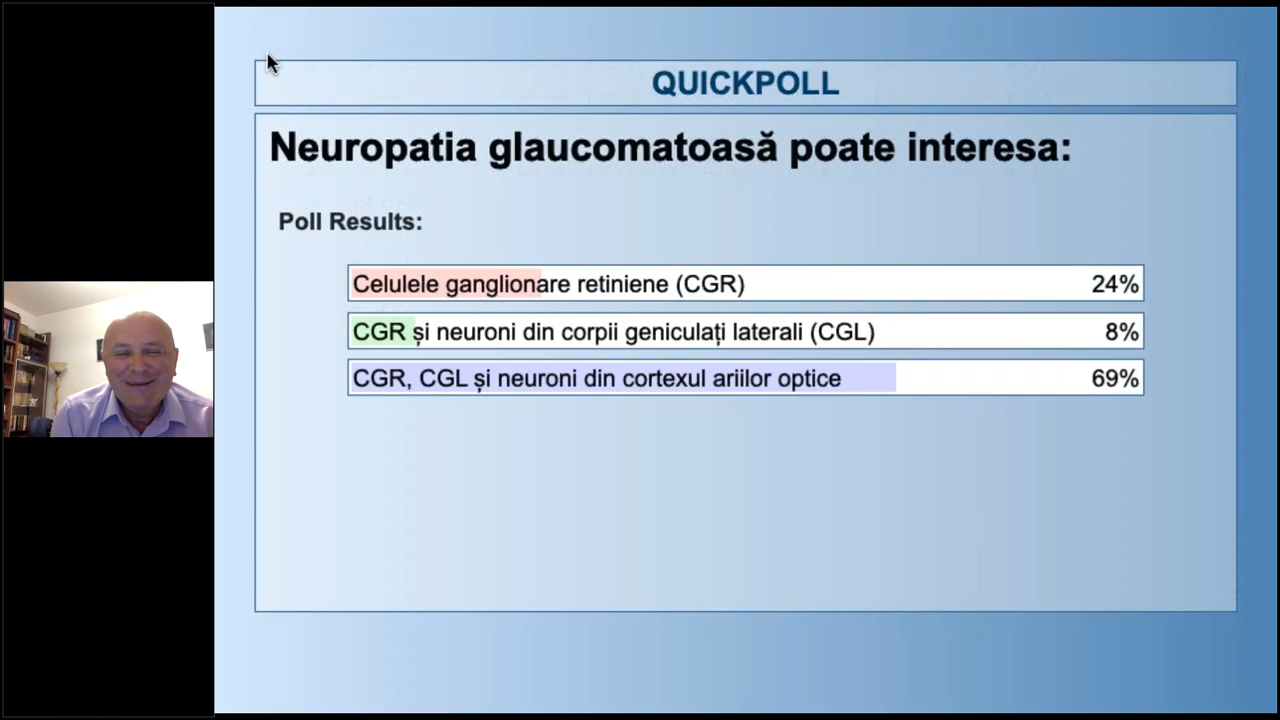 QUICKPOLL
Neuropatia glaucomatoasă poate interesa:
Poll Results:
Celulele ganglionare retiniene (CGR) 24%
CGR și neuroni din corpii geniculați laterali (CGL) 8%
CGR, CGL și neuroni din cortexul ariilor optice 69%